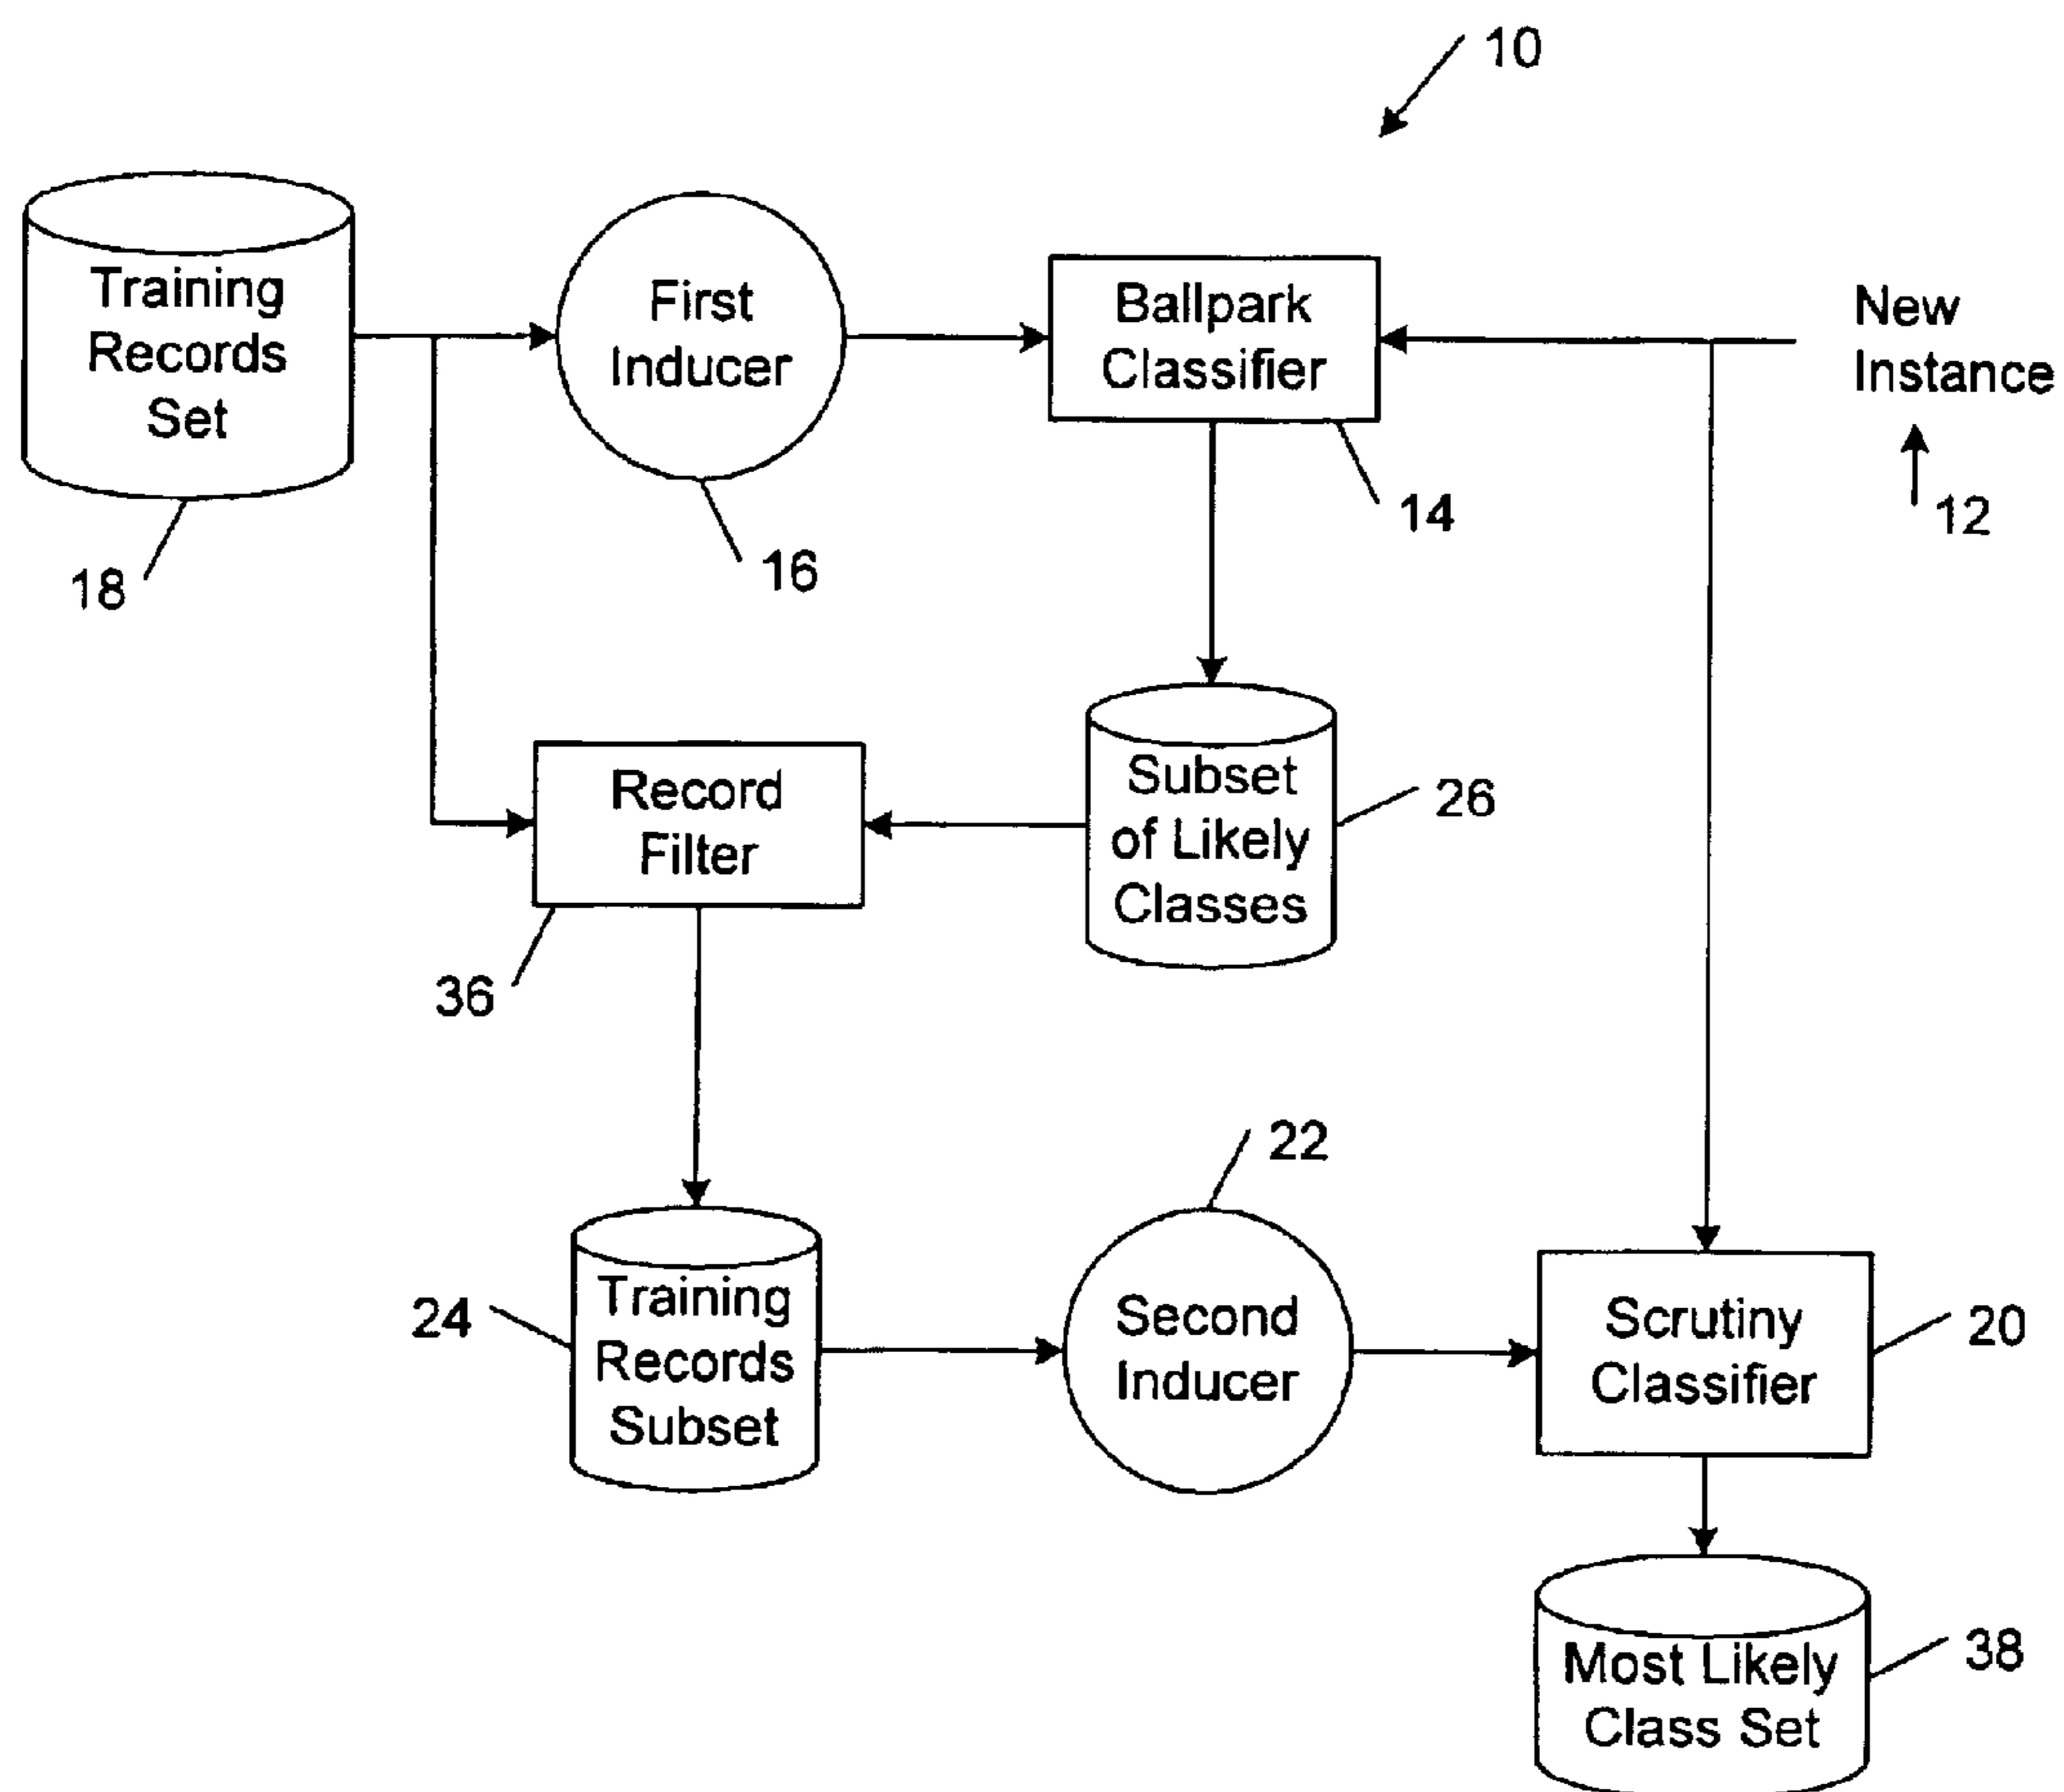 10
Training
Records
Set
First
Inducer
Ballpark
Classifier
New
Instance
18
16
14
12
Record
Filter
Subset
of Likely
Classes
26
36
22
24
Training
Records
Subset
Second
Inducer
Scrutiny
Classifier
20
Most Likely
Class Set
38